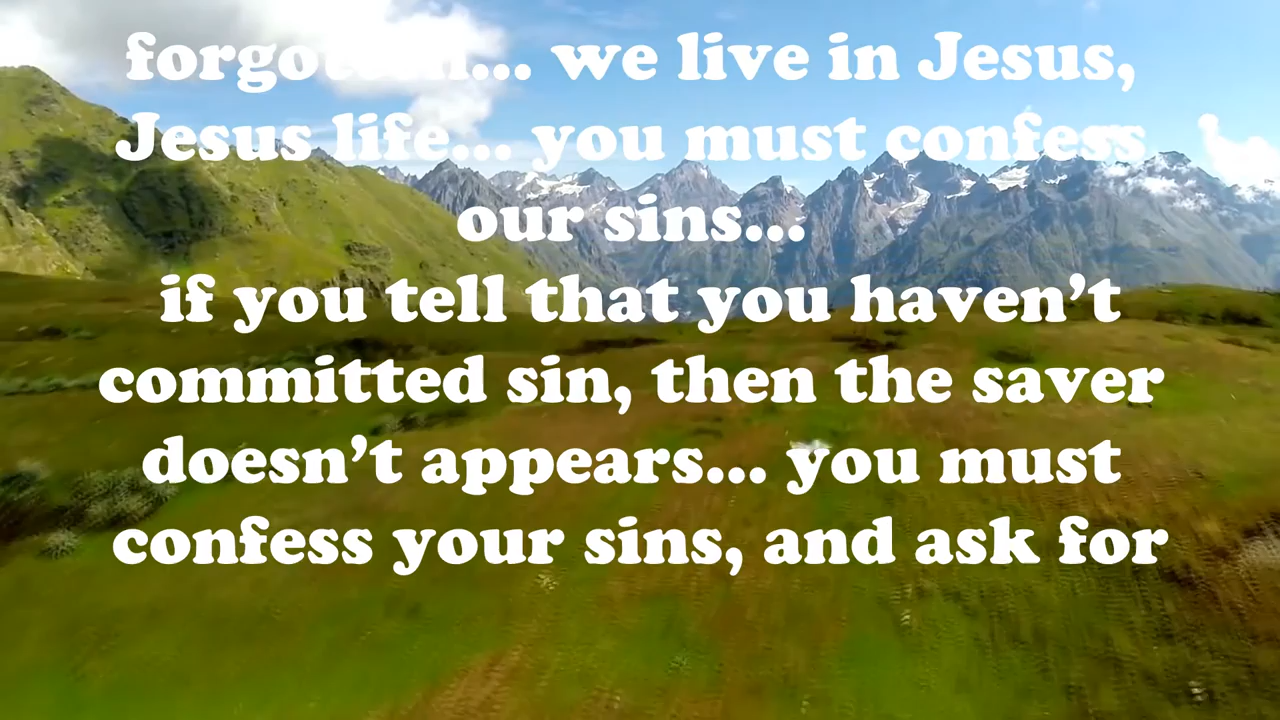 forgotten... we live in Jesus,
Jesus life... you must confess
our sins...
if you tell that you haven't
committed sin, then the saver
doesn't appears... you must
confess your sins, and ask for